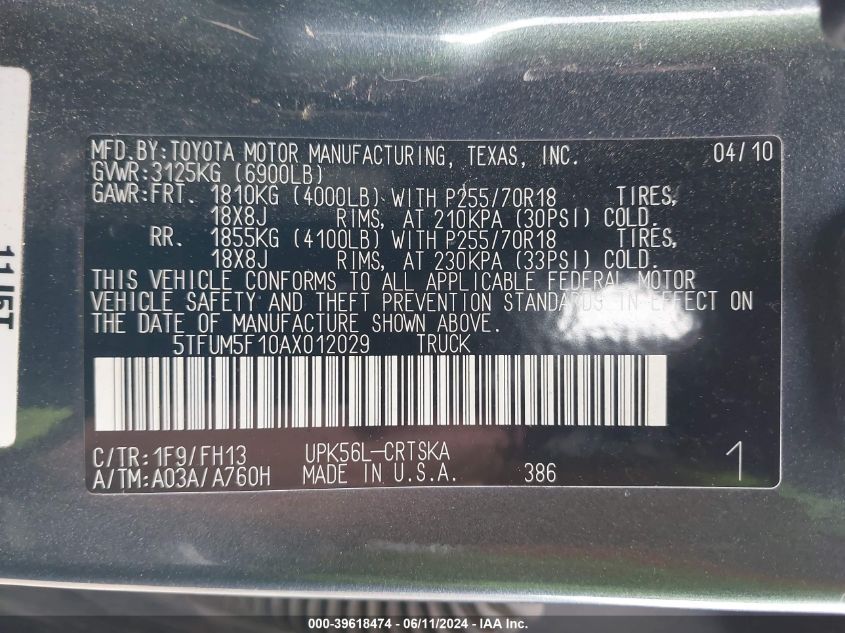 MFD.BY:TOYOTA MOTOR MANUFACTURING, TEXAS, INC. 04/10
GVWR:3125KG (6900LB)
GAWR:FRT. 1810KG (4000LB) WITH P255/70R18 TIRES,
18X8J RIMS, AT 210KPA (30PSI) COLD.
RR. 1855KG (4100LB) WITH P255/70R18 TIRES,
18X8J RIMS, AT 230KPA (33PSI) COLD.
THIS VEHICLE CONFORMS TO ALL APPLICABLE FEDERAL MOTOR
VEHICLE SAFETY AND THEFT PREVENTION STANDARDS IN EFFECT ON
THE DATE OF MANUFACTURE SHOWN ABOVE.
5TFUM5F10AX012029 TRUCK
C/TR:1F9/FH13 UPK56L-CRTSKA
A/TM:A03A/A760H MADE IN U.S.A. 386 1
11J5T
000-39618474 - 06/11/2024 - IAA Inc.